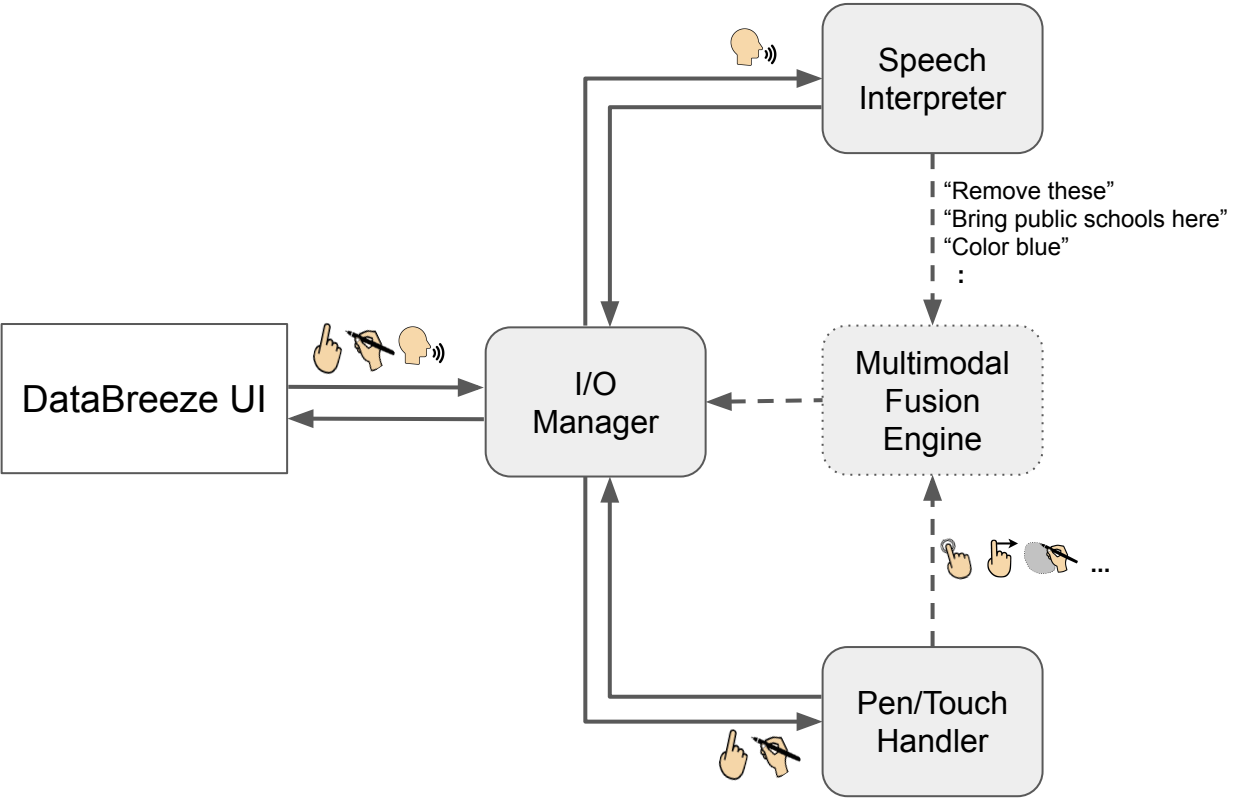 Speech
Interpreter
“Remove these”
“Bring public schools here”
“Color blue”
:
DataBreeze UI
I/O
Manager
Multimodal
Fusion
Engine
...
Pen/Touch
Handler